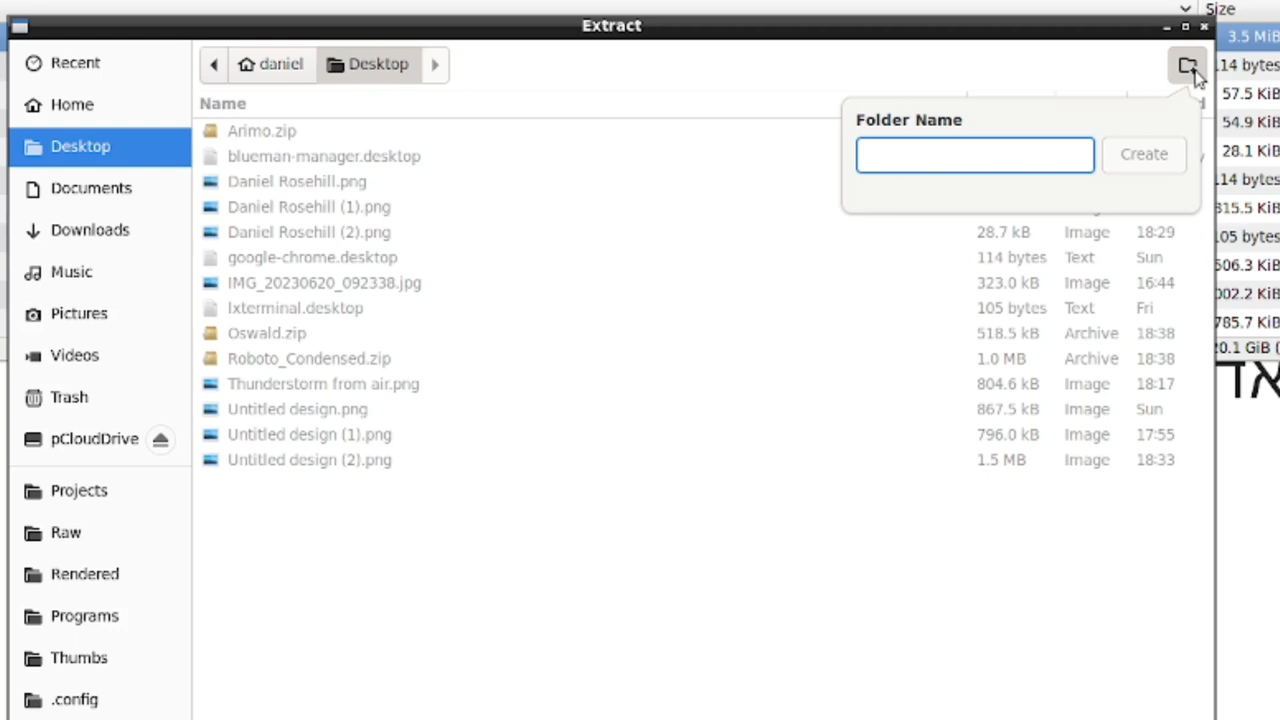 Size
Extract
3.5 MiB
Recent
daniel
Desktop
114 bytes
Name
57.5 KiB
Home
Folder Name
54.9 KiB
Arimo.zip
Desktop
Create
28.1 KiB
blueman-manager.desktop
Daniel Rosehill.png
114 bytes
Documents
Daniel Rosehill (1).png
815.5 KiB
Downloads
Daniel Rosehill (2).png
28.7 kB
Image
18:29
105 bytes
google-chrome.desktop
114 bytes
Text
Sun
506.3 KiB
Music
IMG_20230620_092338.jpg
323.0 kB
Image
16:44
002.2 KiB
lxterminal.desktop
105 bytes
Text
Fri
Pictures
785.7 KiB
Oswald.zip
518.5 kB
Archive
18:38
20.1 GiB (
Videos
Roboto_Condensed.zip
1.0 MB
Archive
18:38
Thunderstorm from air.png
804.6 kB
Image
18:17
אד
Trash
Untitled design.png
867.5 kB
Image
Sun
pCloudDrive
Untitled design (1).png
796.0 kB
Image
17:55
Untitled design (2).png
1.5 MB
Image
18:33
Projects
Raw
Rendered
Programs
Thumbs
.config